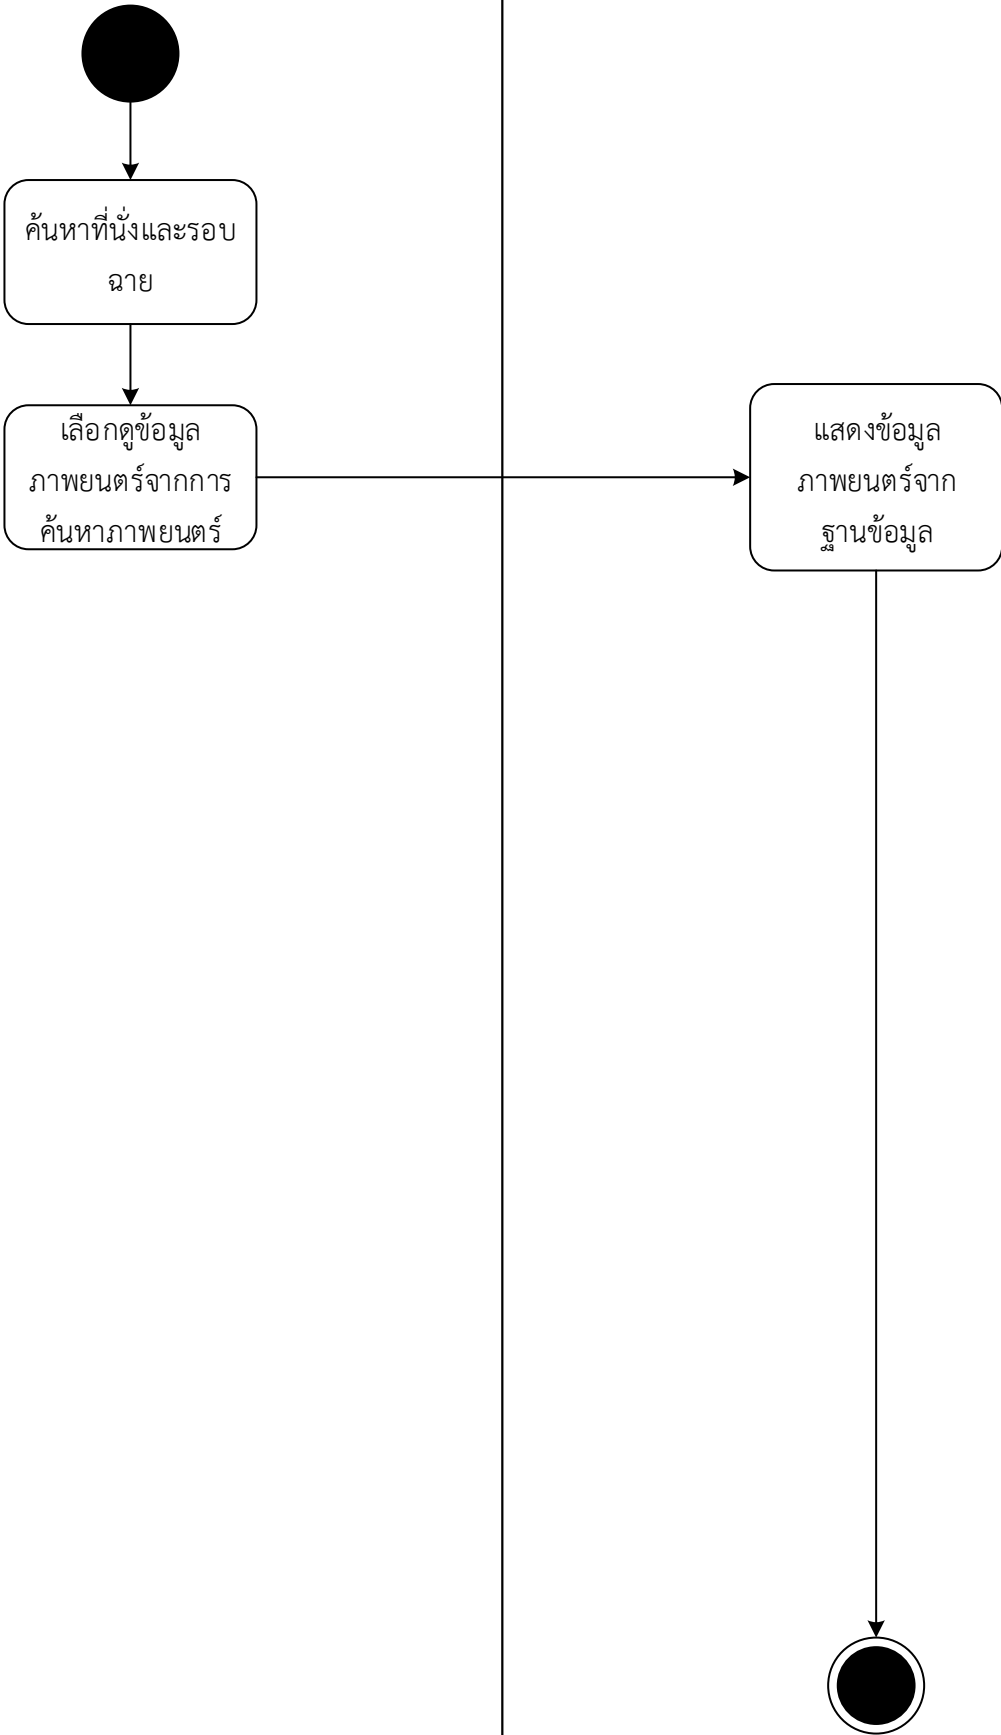 ค้นหาที่นั่งและรอบ
ฉาย
เลือกดูข้อมูล
ภาพยนตร์จากการ
ค้นหาภาพยนตร์
แสดงข้อมูล
ภาพยนตร์จาก
ฐานข้อมูล